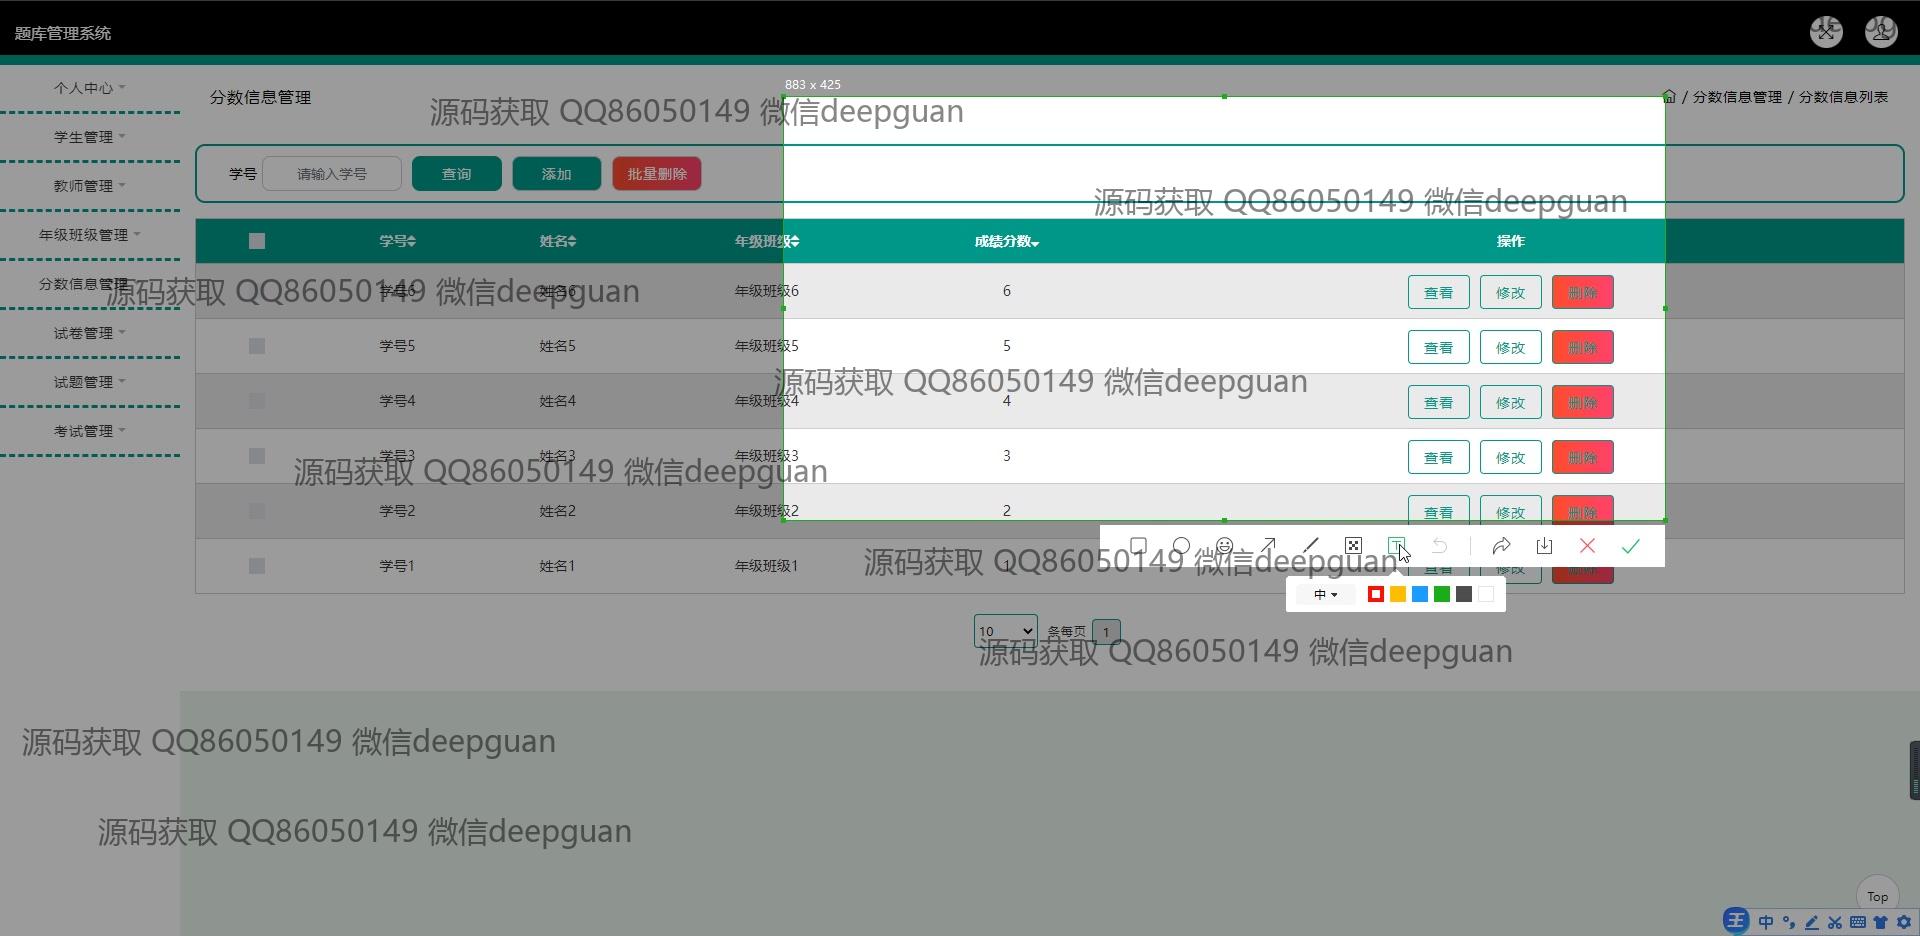 题库管理系统
883 x 425
个人中心
学生管理
教师管理
年级班级管理
分数信息管理
试卷管理
试题管理
考试管理
分数信息管理
/ 分数信息管理 / 分数信息列表
源码获取 QQ86050149 微信deepguan
学号 请输入学号 查询 添加 批量删除
源码获取 QQ86050149 微信deepguan
学号 姓名 年级班级 成绩分数 操作
学号6 姓名6 年级班级6 6 查看 修改 删除
源码获取 QQ86050149 微信deepguan
学号5 姓名5 年级班级5 5 查看 修改 删除
源码获取 QQ86050149 微信deepguan
学号4 姓名4 年级班级4 4 查看 修改 删除
学号3 姓名3 年级班级3 3 查看 修改 删除
源码获取 QQ86050149 微信deepguan
学号2 姓名2 年级班级2 2 查看 修改 删除
学号1 姓名1 年级班级1 1 查看 修改 删除
源码获取 QQ86050149 微信deepguan
中
10 条每页 1
源码获取 QQ86050149 微信deepguan
源码获取 QQ86050149 微信deepguan
源码获取 QQ86050149 微信deepguan
Top
王 中